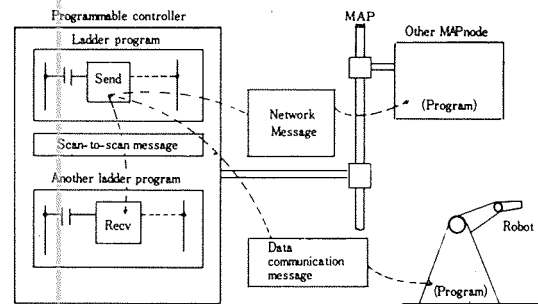 Programmable controller
Ladder program
Send
Scan-to-scan message
Another ladder program
Recv
MAP
Other MAPnode
(Program)
Network
Message
Data
communication
message
Robot
(Program)